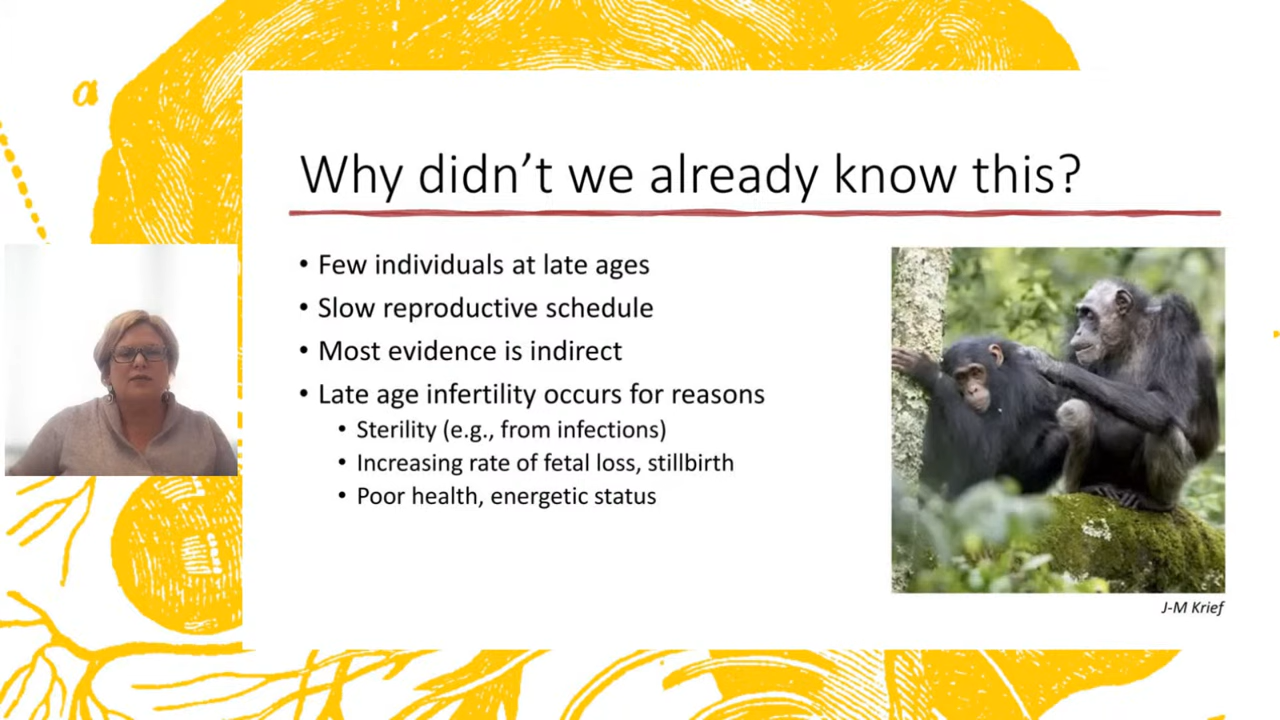 a
Why didn’t we already know this?
• Few individuals at late ages
• Slow reproductive schedule
• Most evidence is indirect
• Late age infertility occurs for reasons
• Sterility (e.g., from infections)
• Increasing rate of fetal loss, stillbirth
• Poor health, energetic status
J-M Krief